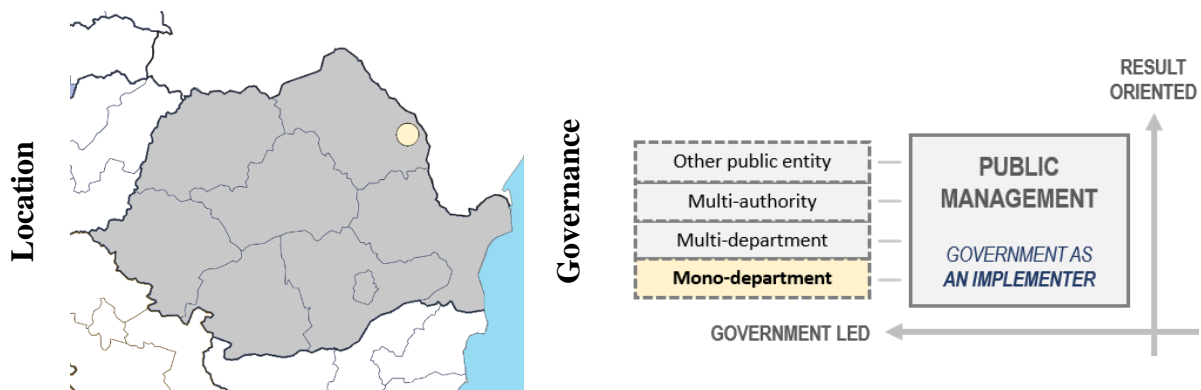 Location
Governance
RESULT
ORIENTED
Other public entity
Multi-authority
Multi-department
Mono-department
PUBLIC
MANAGEMENT
GOVERNMENT AS
AN IMPLEMENTER
GOVERNMENT LED